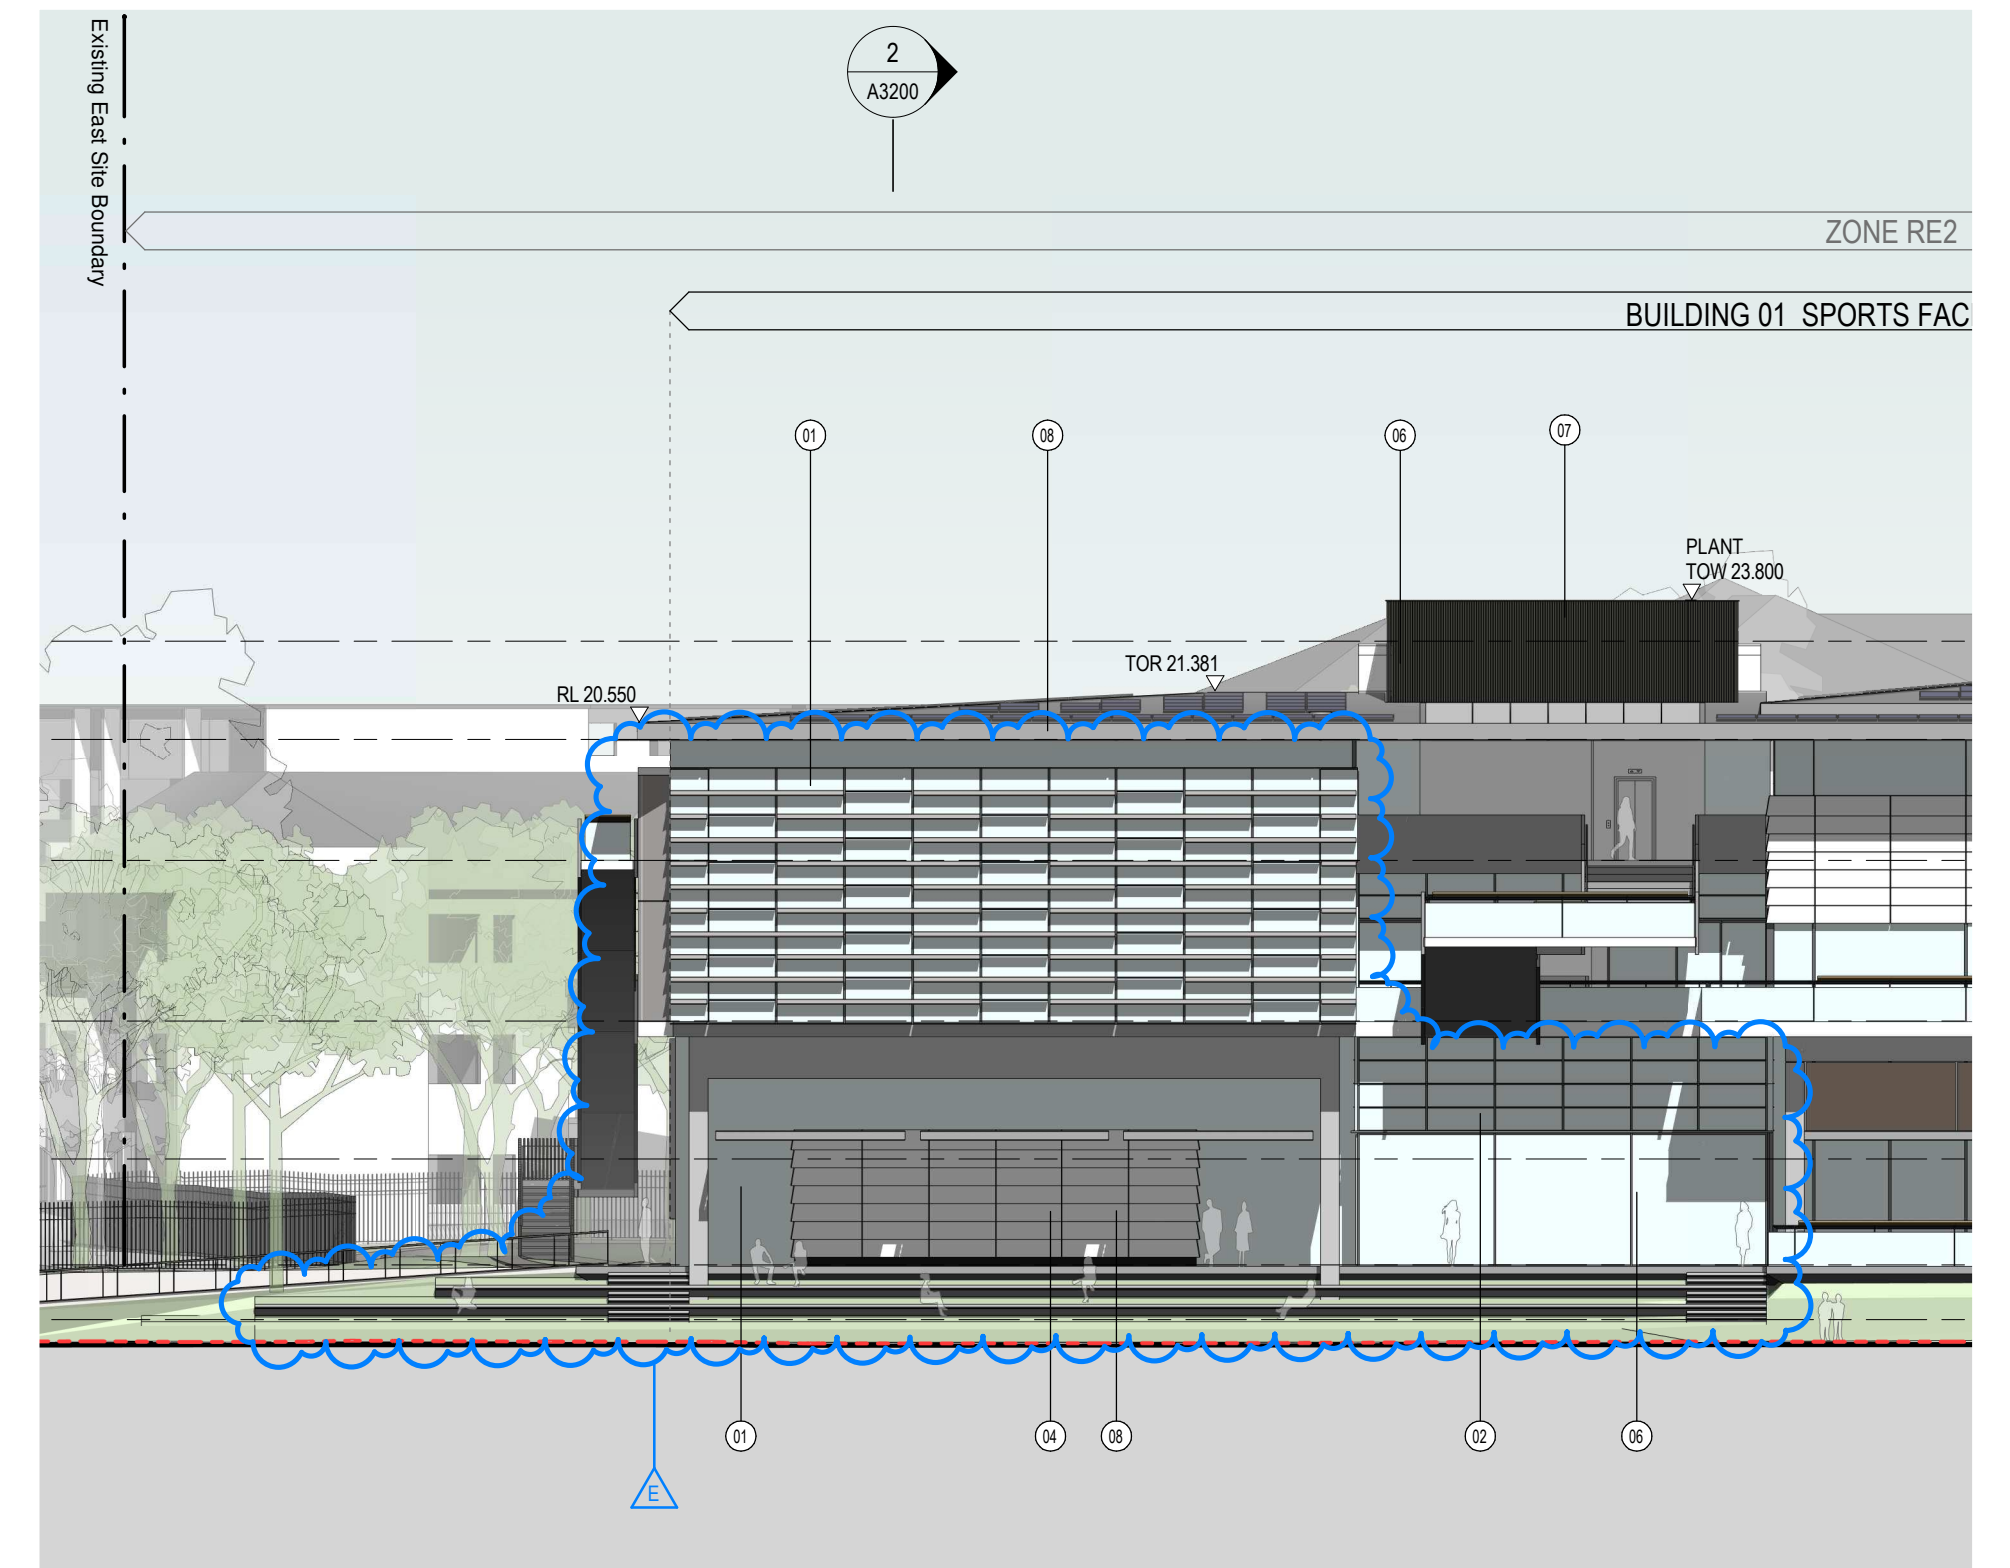 Existing East Site Boundary
2
A3200
ZONE RE2
BUILDING 01 SPORTS FAC
01
08
06
07
PLANT
TOW 23.800
TOR 21.381
RL 20.550
01
04
08
02
06
E